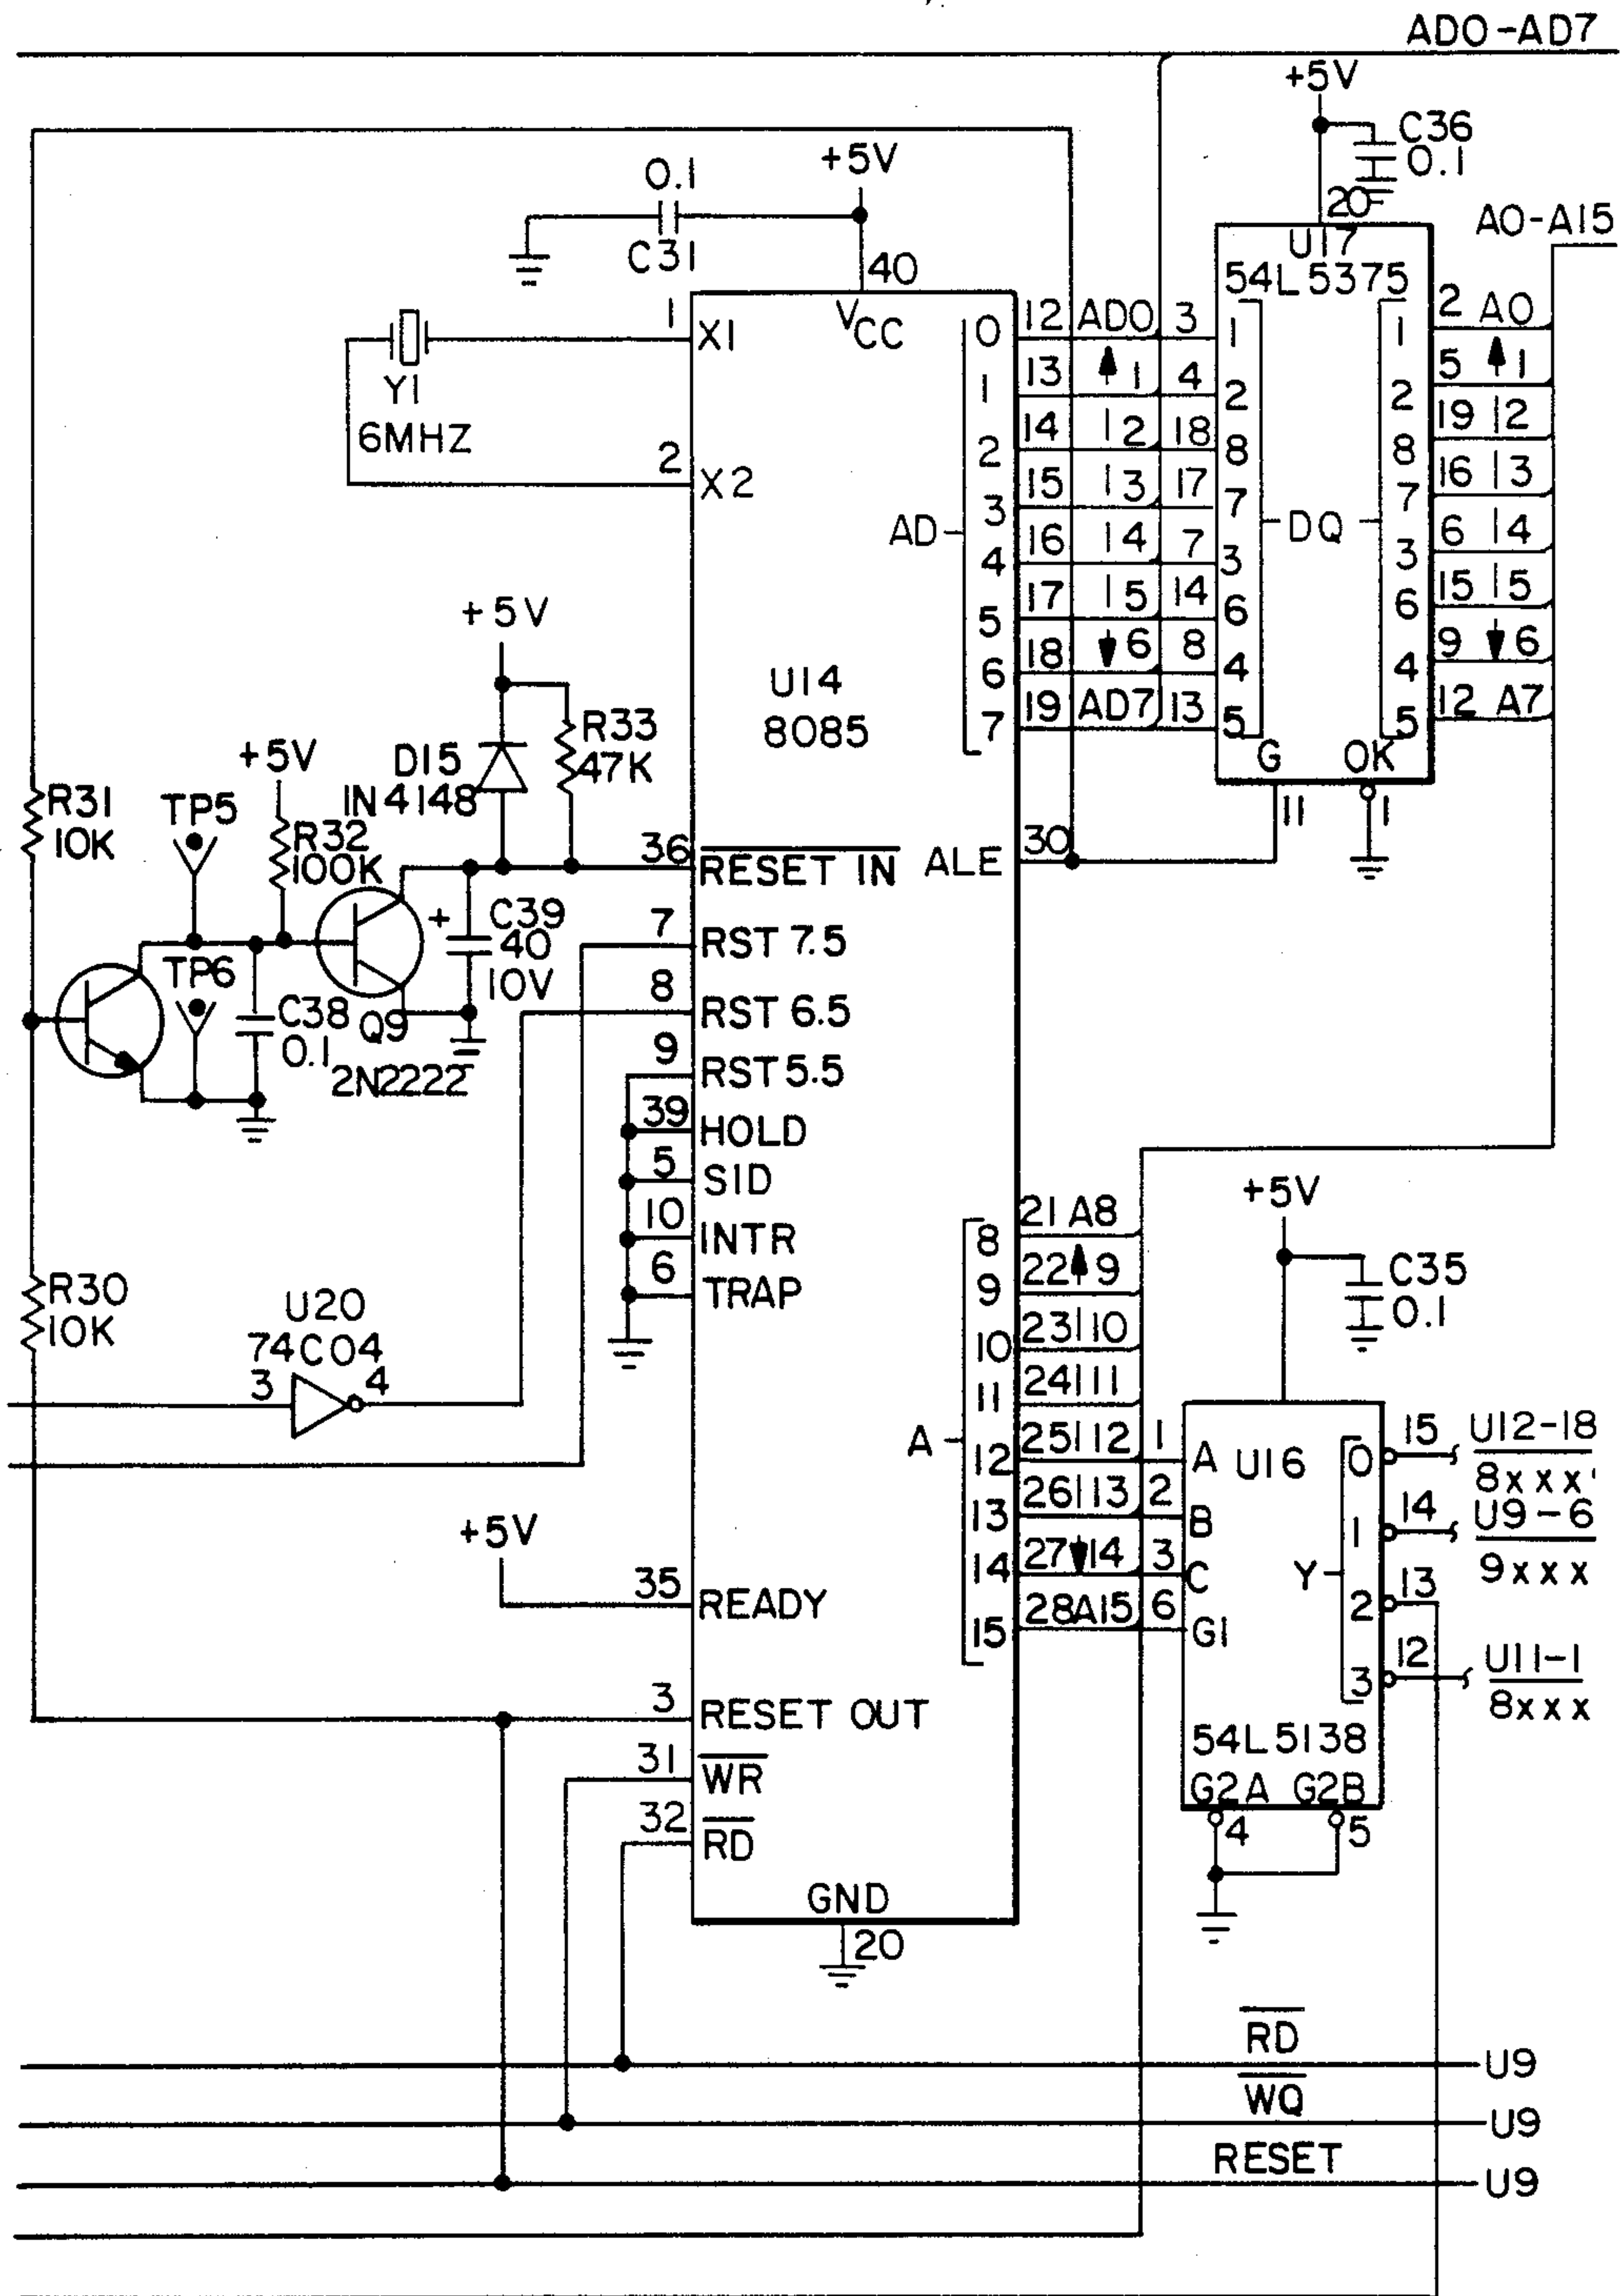 AD0-AD7
+5V
C36
0.1
20
A0-A15
0.1
+5V
C31
40
U17
54LS375
1
X1
VCC
0
12 AD0 3
1
1
2 A0
Y1
6MHZ
1
13 1 4
2
2
5 1
2
14 2 18
8
8
19 2
2
X2
3
15 3 17
7
7
16 3
AD
DQ
4
16 4 7
3
3
6 4
5
17 5 14
6
6
15 5
+5V
6
18 6 8
4
4
9 6
U14
8085
7
19 AD7 13
5
5
12 A7
R33
47K
G
OK
11
1
+5V
D15
IN4148
R31
10K
TP5
R32
100K
36
RESET IN
ALE
30
+
C39
40
10V
7
RST 7.5
TP6
C38
0.1
Q9
2N2222
8
RST 6.5
9
RST 5.5
39
HOLD
5
SID
10
INTR
6
TRAP
+5V
C35
0.1
8
21 A8
9
22 9
10
23 10
11
24 11
A
12
25 12 1
A
U16
13
26 13 2
B
14
27 14 3
C
15
28 A15 6
G1
Y
0
15
U12-18
8xxx
1
14
U9-6
9xxx
2
13
3
12
U11-1
8xxx
R30
10K
U20
74C04
3
4
+5V
35
READY
3
RESET OUT
54LS138
31
WR
G2A G2B
4
5
32
RD
GND
20
RD
U9
WQ
U9
RESET
U9